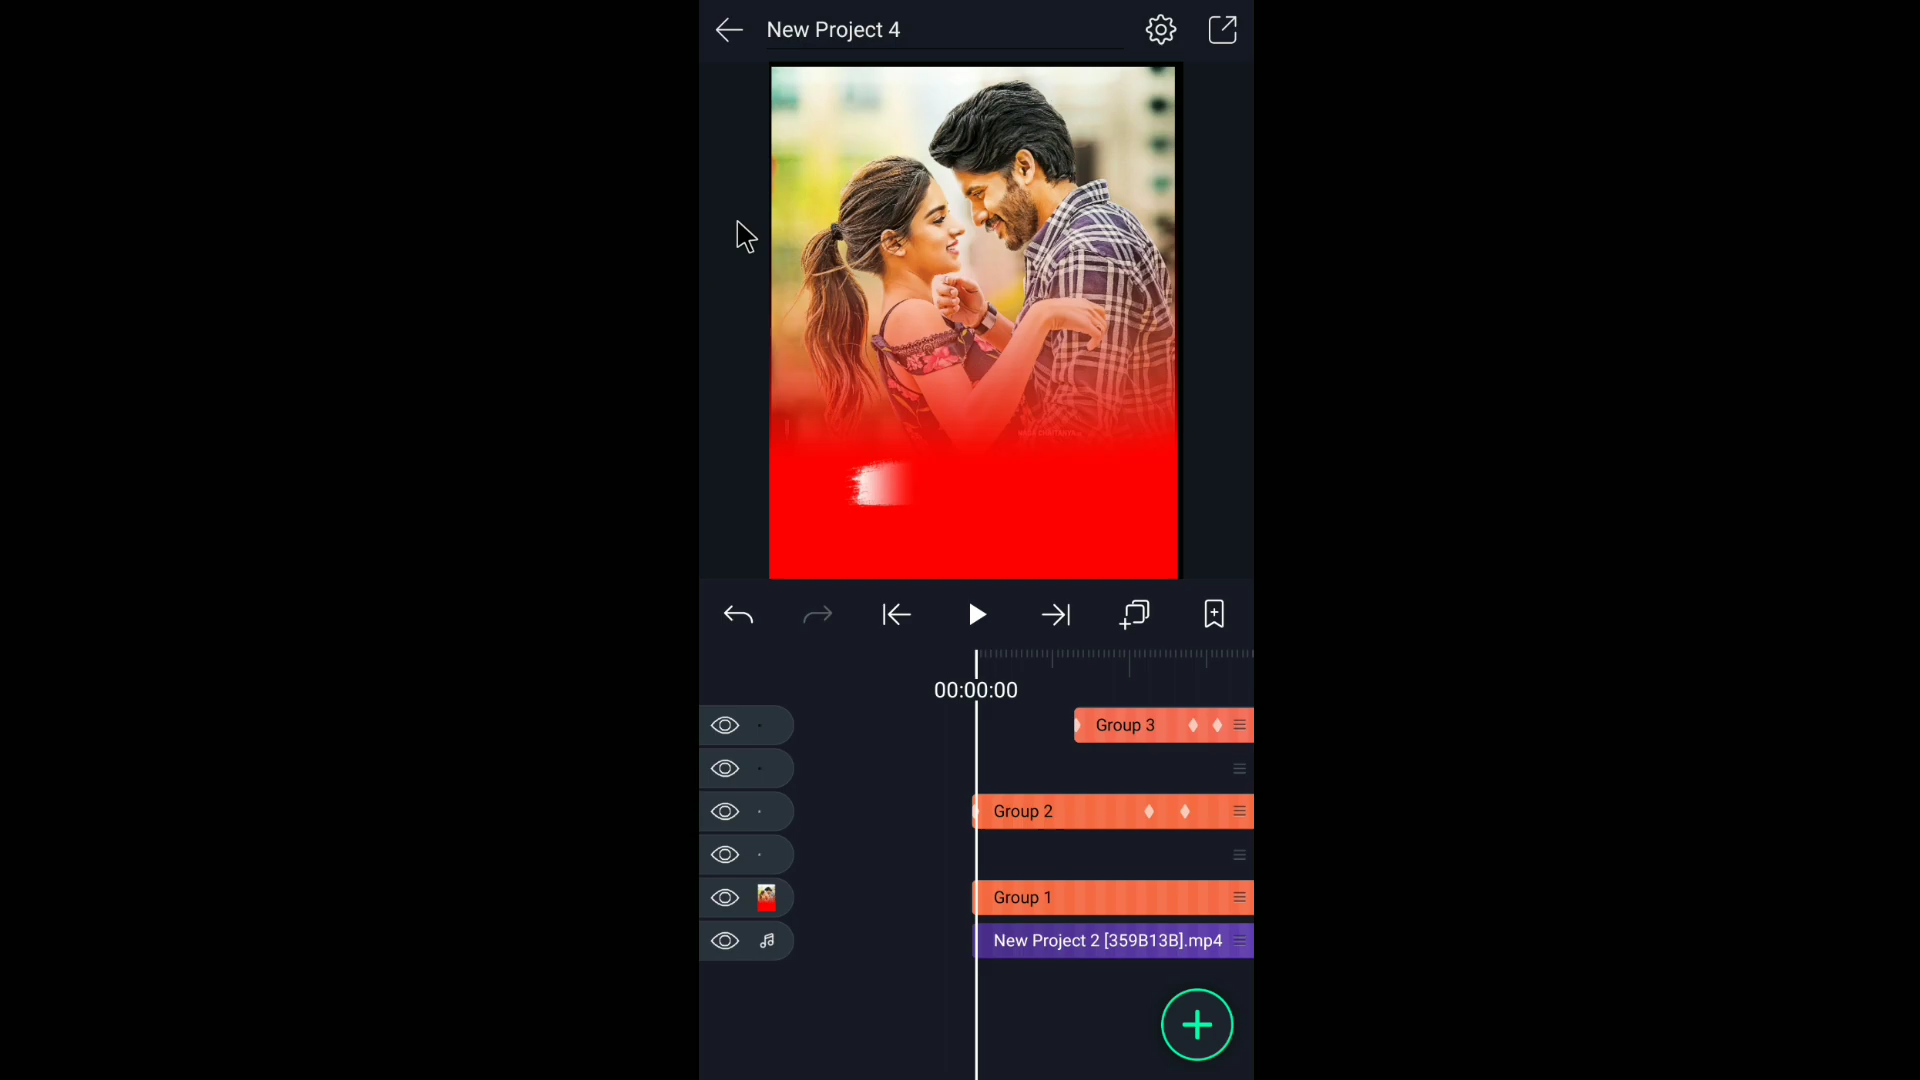 New Project 4
00:00:00
Group 3
Group 2
Group 1
New Project 2 [359B13B].mp4